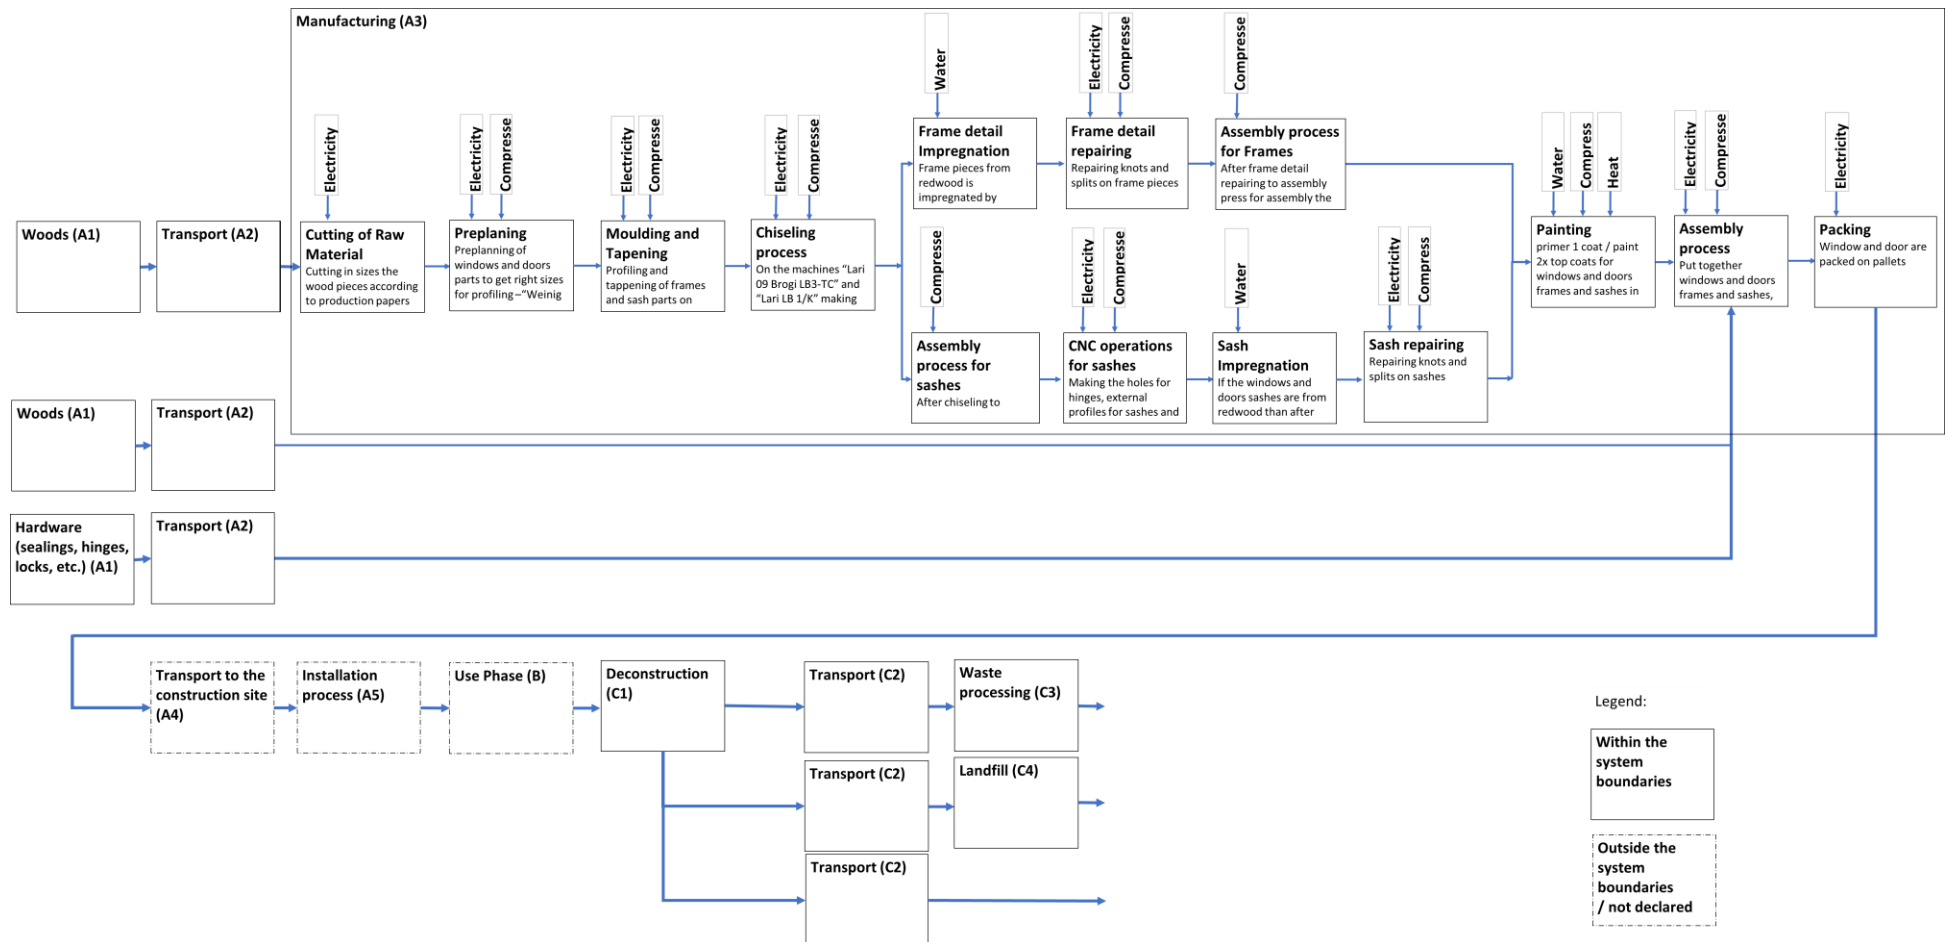 Manufacturing (A3)
Electricity
Electricity
Compresse
Electricity
Compresse
Electricity
Compresse
Water
Electricity
Compresse
Compresse
Water
Compress
Heat
Electricity
Compresse
Electricity
Woods (A1)
Transport (A2)
Cutting of Raw
Material
Cutting in sizes the
wood pieces according
to production papers
Preplaning
Preplanning of
windows and doors
parts to get right sizes
for profiling –“Weinig
Moulding and
Tapening
Profiling and
tappening of frames
and sash parts on
Chiseling
process
On the machines “Lari
09 Brogi LB3-TC” and
“Lari LB 1/K” making
Frame detail
Impregnation
Frame pieces from
redwood is
impregnated by
Frame detail
repairing
Repairing knots and
splits on frame pieces
Assembly process
for Frames
After frame detail
repairing to assembly
press for assembly the
Compresse
Electricity
Compresse
Water
Electricity
Compress
Assembly
process for
sashes
After chiseling to
CNC operations
for sashes
Making the holes for
hinges, external
profiles for sashes and
Sash
Impregnation
If the windows and
doors sashes are from
redwood than after
Sash repairing
Repairing knots and
splits on sashes
Painting
primer 1 coat / paint
2x top coats for
windows and doors
frames and sashes in
Assembly
process
Put together
windows and doors
frames and sashes,
Packing
Window and door are
packed on pallets
Woods (A1)
Transport (A2)
Hardware
(sealings, hinges,
locks, etc.) (A1)
Transport (A2)
Transport to the
construction site
(A4)
Installation
process (A5)
Use Phase (B)
Deconstruction
(C1)
Transport (C2)
Waste
processing (C3)
Transport (C2)
Landfill (C4)
Transport (C2)
Legend:
Within the
system
boundaries
Outside the
system
boundaries
/ not declared